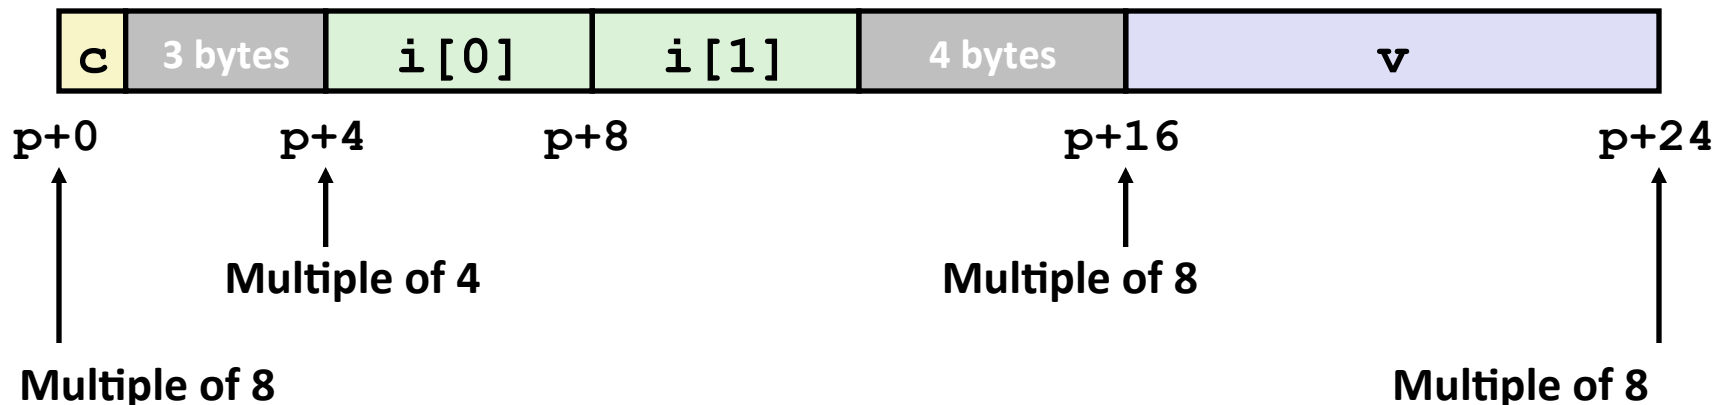 c 3 bytes i[0] i[1] 4 bytes v
p+0 p+4 p+8 p+16 p+24
Multiple of 4 Multiple of 8
Multiple of 8 Multiple of 8